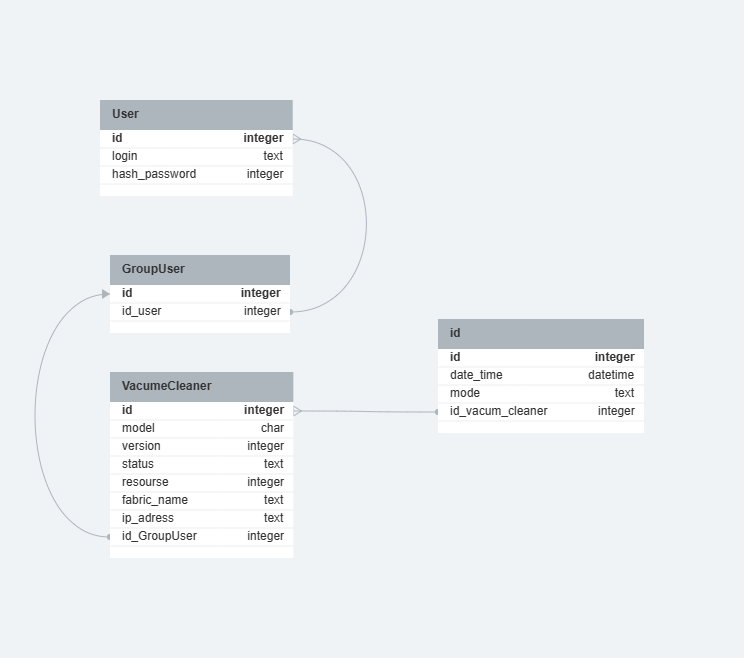 User
id integer
login text
hash_password integer
GroupUser
id integer
id_user integer
VacumeCleaner
id integer
model char
version integer
status text
resourse integer
fabric_name text
ip_adress text
id_GroupUser integer
id
id integer
date_time datetime
mode text
id_vacum_cleaner integer